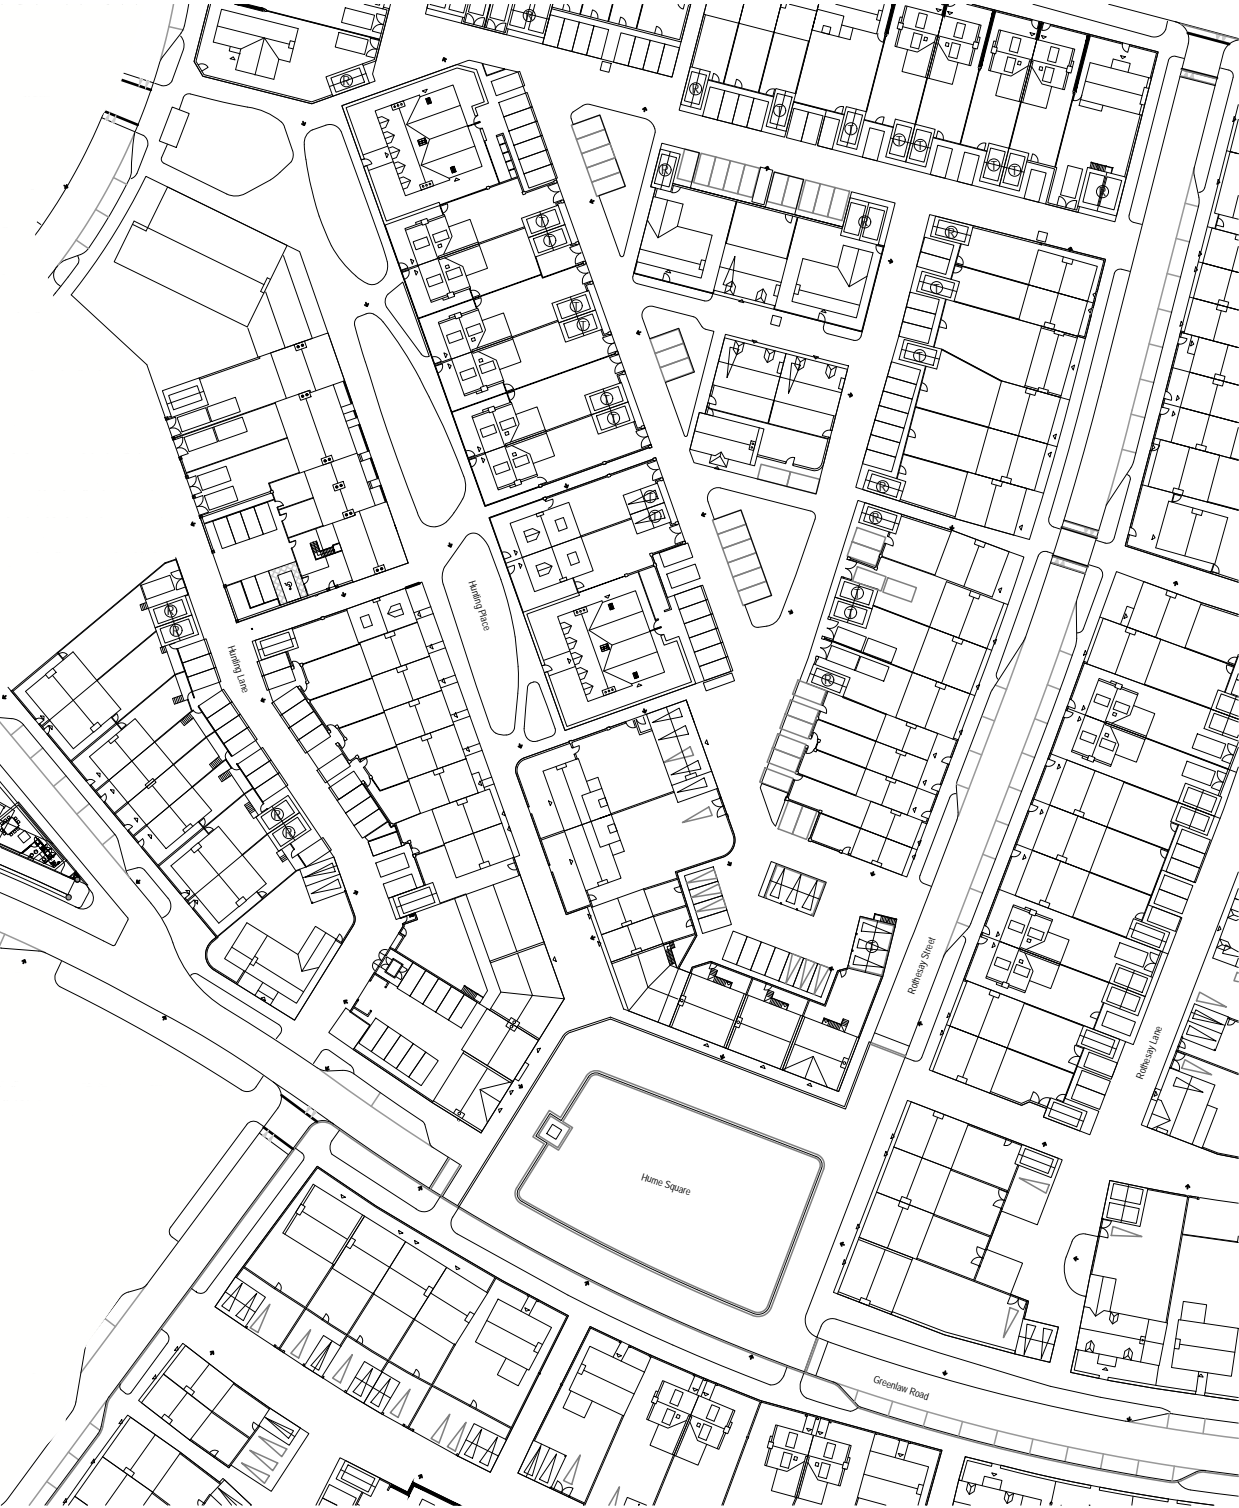 Hunting Place
Hunting Lane
Rothesay Street
Rothesay Lane
Hume Square
Greenlaw Road